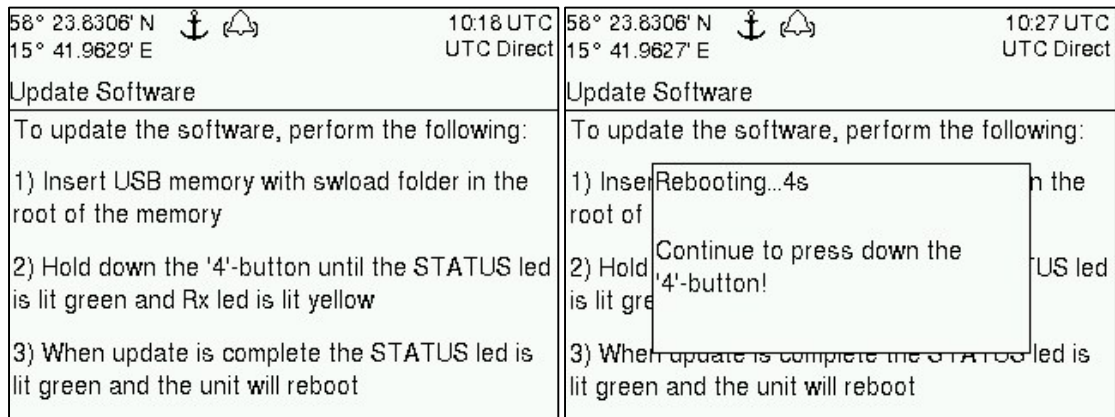 58° 23.8306' N
10:18 UTC
15° 41.9629' E
UTC Direct
Update Software
To update the software, perform the following:
1) Insert USB memory with swload folder in the
root of the memory
2) Hold down the '4'-button until the STATUS led
is lit green and Rx led is lit yellow
3) When update is complete the STATUS led is
lit green and the unit will reboot
58° 23.8306' N
10:27 UTC
15° 41.9627' E
UTC Direct
Update Software
To update the software, perform the following:
1) Inser
n the
root of
2) Hold
TUS led
is lit gre
Rebooting...4s
Continue to press down the
'4'-button!
3) When update is complete the STATUS led is
lit green and the unit will reboot